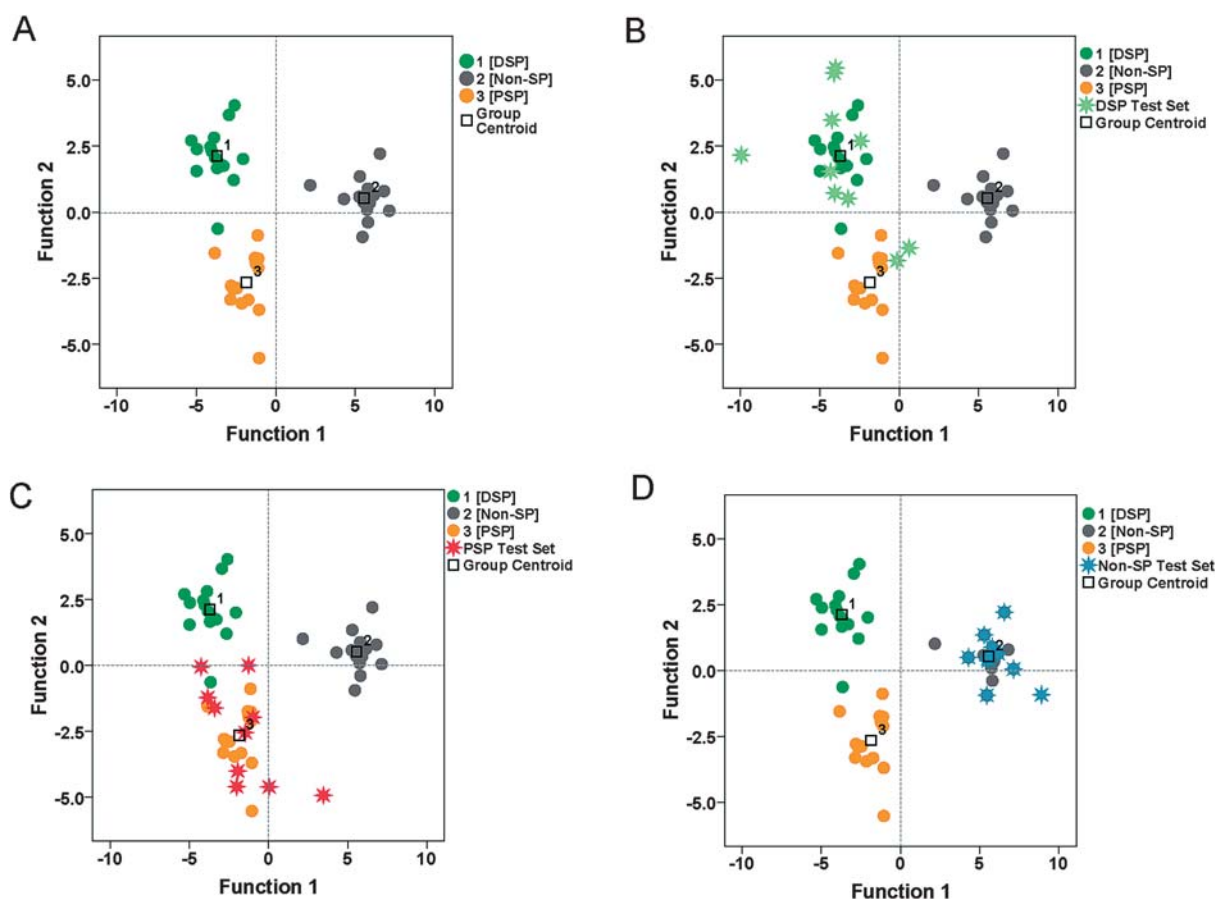 A
5.0
2.5
0.0
-2.5
-5.0
-10
-5
0
5
10
Function 2
Function 1
1
2
3
1 [DSP]
2 [Non-SP]
3 [PSP]
Group
Centroid
B
5.0
2.5
0.0
-2.5
-5.0
-10
-5
0
5
10
Function 2
Function 1
1
2
3
1 [DSP]
2 [Non-SP]
3 [PSP]
DSP Test Set
Group Centroid
C
5.0
2.5
0.0
-2.5
-5.0
-10
-5
0
5
10
Function 2
Function 1
1
2
3
1 [DSP]
2 [Non-SP]
3 [PSP]
PSP Test Set
Group Centroid
D
5.0
2.5
0.0
-2.5
-5.0
-10
-5
0
5
10
Function 2
Function 1
1
2
3
1 [DSP]
2 [Non-SP]
3 [PSP]
Non-SP Test Set
Group Centroid